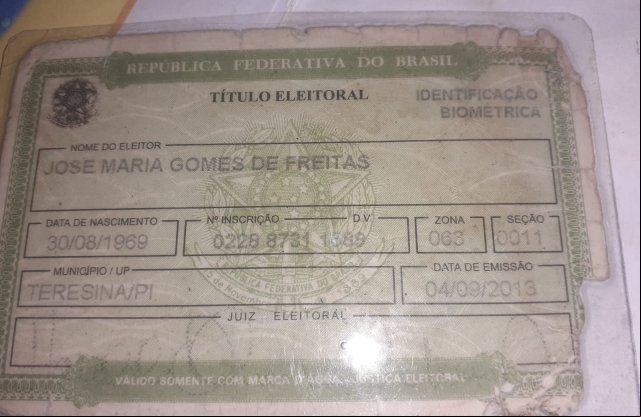 REPÚBLICA FEDERATIVA DO BRASIL
TÍTULO ELEITORAL
IDENTIFICAÇÃO
BIOMÉTRICA
NOME DO ELEITOR
JOSE MARIA GOMES DE FREITAS
DATA DE NASCIMENTO Nº INSCRIÇÃO D.V. ZONA SEÇÃO
30/08/1969 0228 8731 1589 063 0011
MUNICÍPIO / UF DATA DE EMISSÃO
TERESINA/PI 04/09/2013
JUIZ ELEITORAL
VÁLIDO SOMENTE COM MARCA D'ÁGUA - JUSTIÇA ELEITORAL